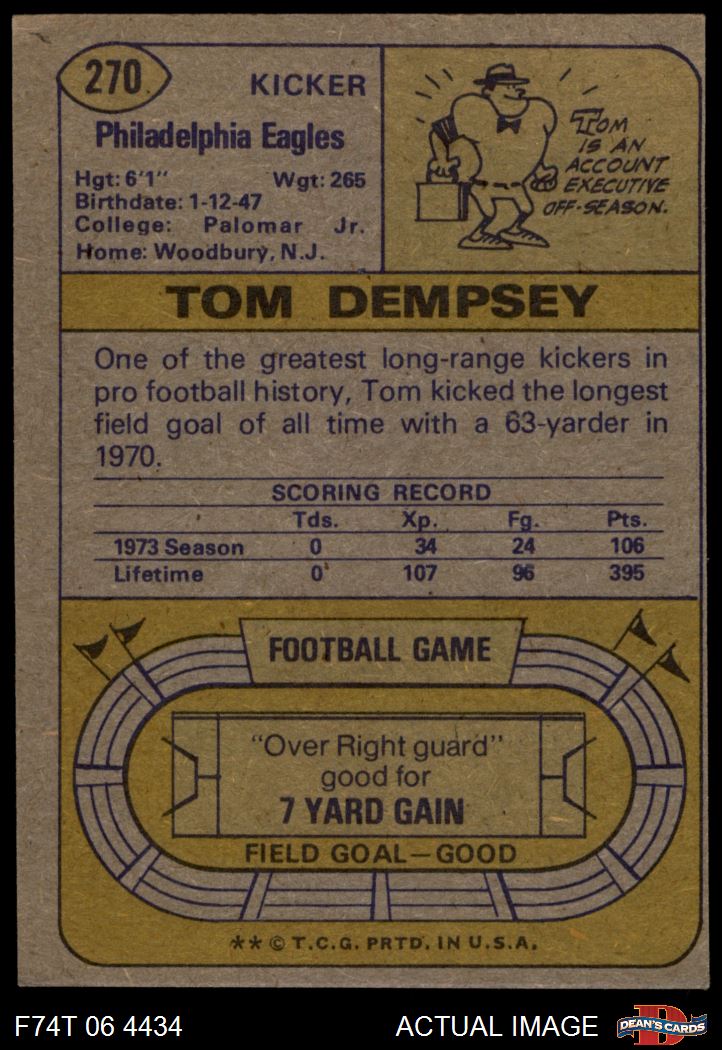 270
KICKER
Philadelphia Eagles
Hgt: 6'1" Wgt: 265
Birthdate: 1-12-47
College: Palomar Jr.
Home: Woodbury, N.J.
TOM
IS AN
ACCOUNT
EXECUTIVE
OFF-SEASON.
TOM DEMPSEY
One of the greatest long-range kickers in
pro football history, Tom kicked the longest
field goal of all time with a 63-yarder in
1970.
SCORING RECORD
Tds. Xp. Fg. Pts.
1973 Season 0 34 24 106
Lifetime 0 107 96 395
FOOTBALL GAME
"Over Right guard"
good for
7 YARD GAIN
FIELD GOAL—GOOD
** © T.C.G. PRTD. IN U.S.A.
F74T 06 4434
ACTUAL IMAGE
D
DEAN'S CARDS